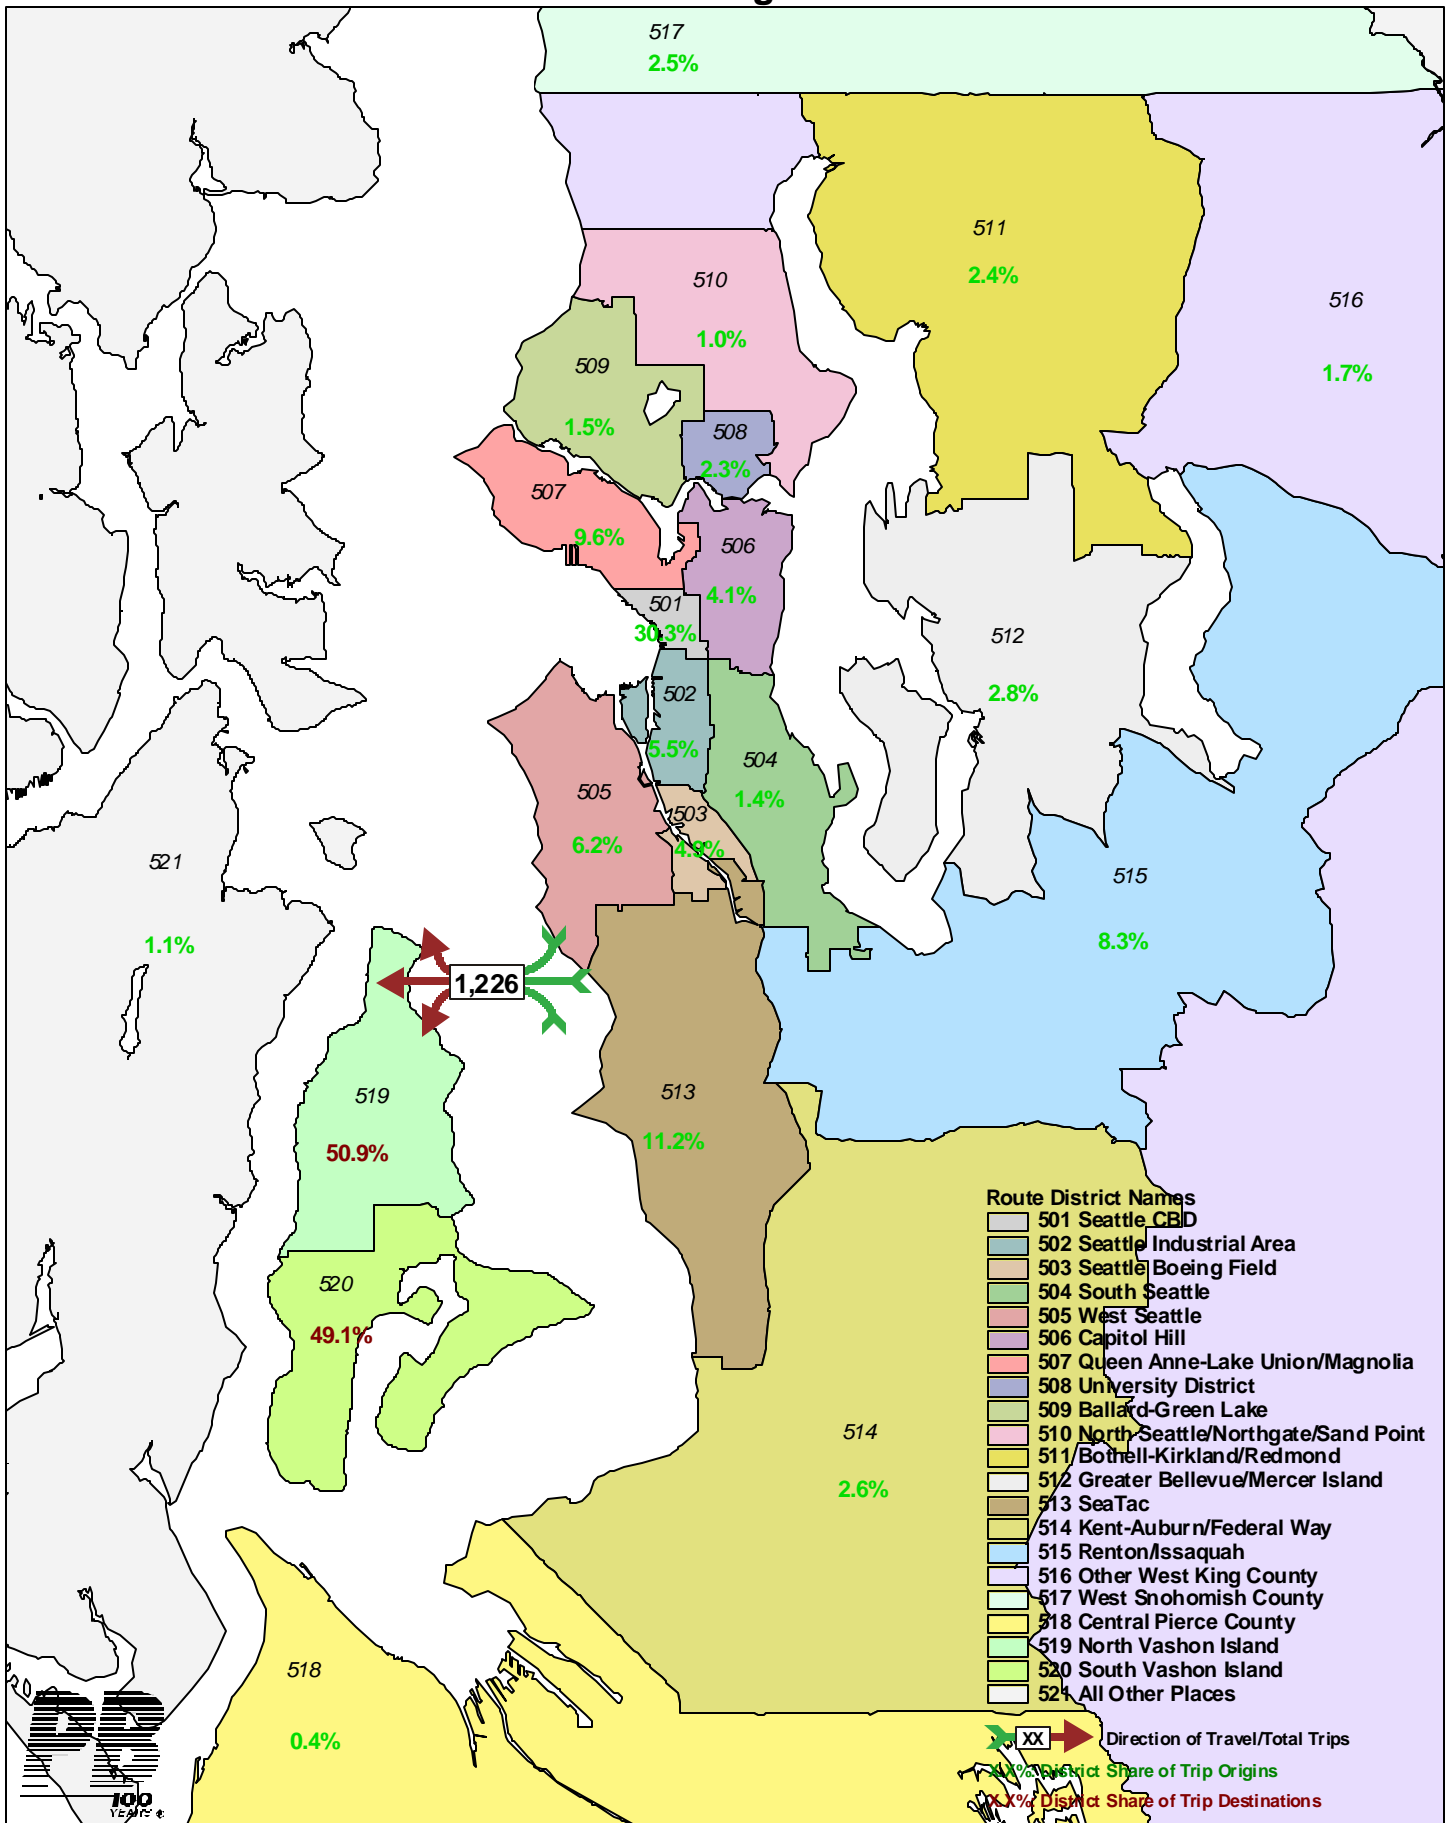 517
2.5%
511
2.4%
510
1.0%
516
1.7%
509
1.5%
508
2.3%
507
9.6%
506
4.1%
501
30.3%
512
2.8%
502
5.5%
504
1.4%
505
6.2%
503
4.9%
521
1.1%
515
8.3%
1,226
519
50.9%
513
11.2%
520
49.1%
514
2.6%
518
0.4%
Route District Names
501 Seattle CBD
502 Seattle Industrial Area
503 Seattle Boeing Field
504 South Seattle
505 West Seattle
506 Capitol Hill
507 Queen Anne-Lake Union/Magnolia
508 University District
509 Ballard-Green Lake
510 North Seattle/Northgate/Sand Point
511 Bothell-Kirkland/Redmond
512 Greater Bellevue/Mercer Island
513 SeaTac
514 Kent-Auburn/Federal Way
515 Renton/Issaquah
516 Other West King County
517 West Snohomish County
518 Central Pierce County
519 North Vashon Island
520 South Vashon Island
521 All Other Places
XX Direction of Travel/Total Trips
X.X%: District Share of Trip Origins
X.X%: District Share of Trip Destinations
PB
100
YEARS